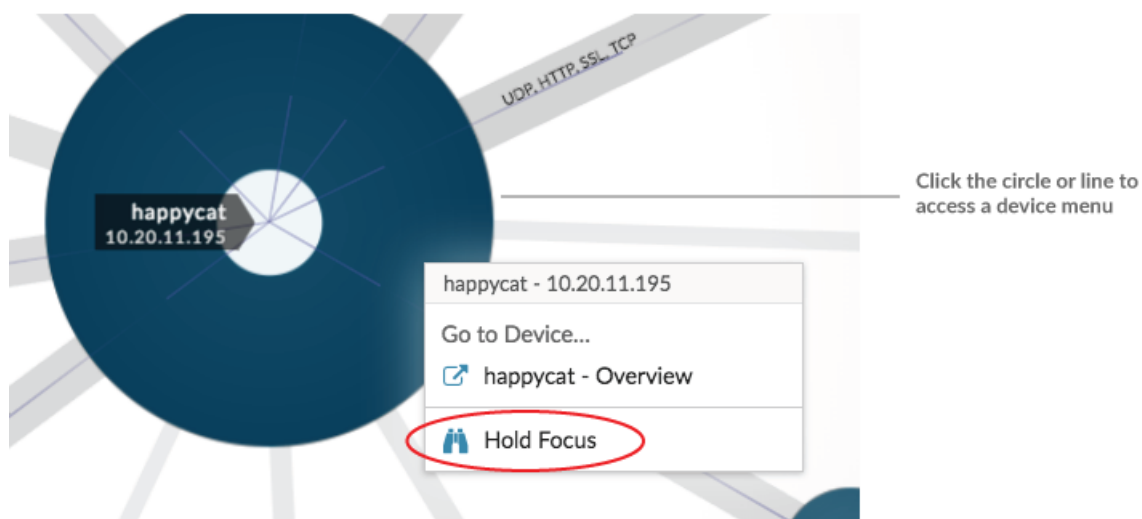 UDP, HTTP, SSL, TCP
Click the circle or line to
access a device menu
happycat
10.20.11.195
happycat - 10.20.11.195
Go to Device...
happycat - Overview
Hold Focus